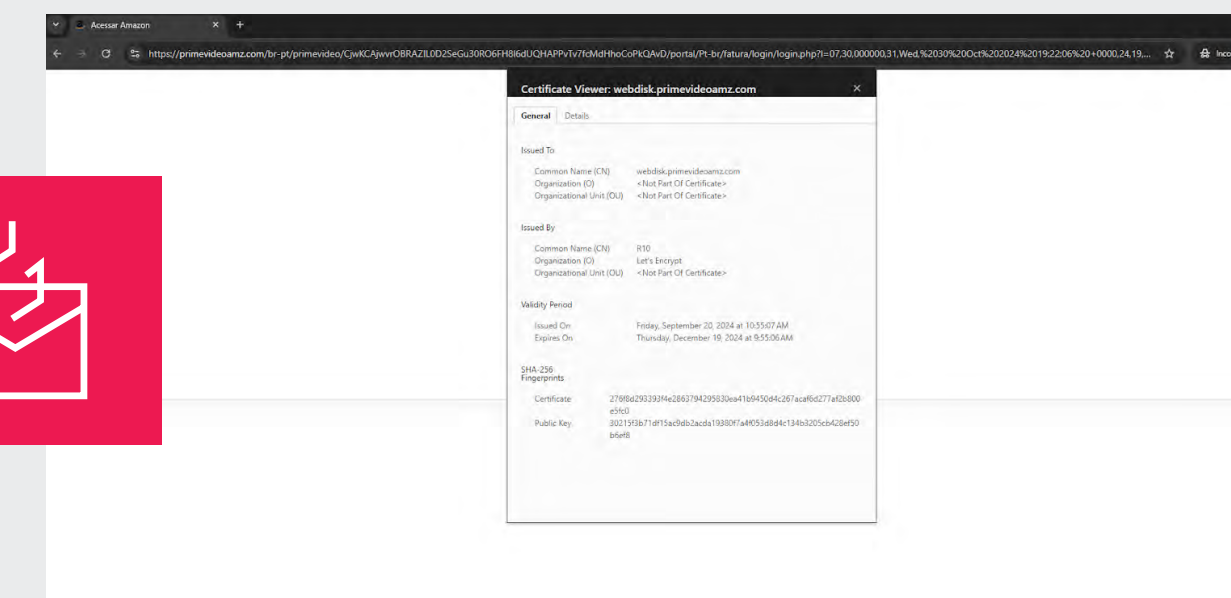 Acessar Amazon
https://primevideoamz.com/br-pt/primevideo/CjwKCAjwvrOBRAZIL0D2SeGu30RO6FH8I6dUQHAPPvTv7fcMdHhoCoPkQAvD/portal/Pt-br/fatura/login/login.php?l=07,30,000000,31,Wed,%2030%20Oct%202024%2019:22:06%20+0000,24,19,... Inco
Certificate Viewer: webdisk.primevideoamz.com
General Details
Issued To
Common Name (CN) webdisk.primevideoamz.com
Organization (O) <Not Part Of Certificate>
Organizational Unit (OU) <Not Part Of Certificate>
Issued By
Common Name (CN) R10
Organization (O) Let's Encrypt
Organizational Unit (OU) <Not Part Of Certificate>
Validity Period
Issued On Friday, September 20, 2024 at 10:55:07 AM
Expires On Thursday, December 19, 2024 at 9:55:06 AM
SHA-256
Fingerprints
Certificate 276f8d293393f4e2863794295830ea41b9450d4c267acaf6d277af2b800
e5fc0
Public Key 30215f3b71df15ac9db2acda19380f7a4f053d8d4c134b3205cb428ef50
b6ef8